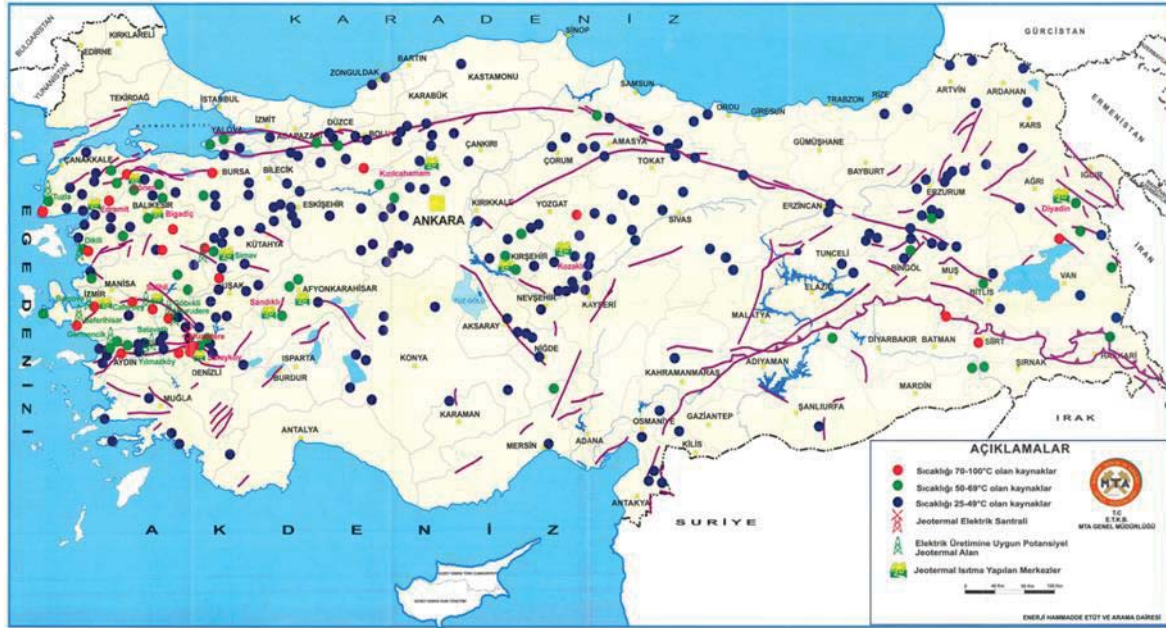 KARADENİZ
BULGARİSTAN
YUNANİSTAN
GÜRCİSTAN
ERMENİSTAN
İRAN
IRAK
SURİYE
EGE DENİZİ
AKDENİZ
KIRKLARELİ
EDİRNE
TEKİRDAĞ
İSTANBUL
ZONGULDAK
BARTIN
KASTAMONU
SİNOP
KARABÜK
SAMSUN
ORDU
GİRESUN
TRABZON
RİZE
ARTVİN
ARDAHAN
KARS
İZMİT
DÜZCE
YALOVA
ADAPAZARI
BOLU
ÇANKIRI
ÇORUM
AMASYA
TOKAT
GÜMÜŞHANE
BAYBURT
ERZURUM
AĞRI
IĞDIR
ÇANAKKALE
BURSA
BİLECİK
Kızılcahamam
Gönen
Tuzla
Edremit
BALIKESİR
Bigadiç
ESKİŞEHİR
ANKARA
KIRIKKALE
YOZGAT
SİVAS
ERZİNCAN
Diyadin
Dikili
KÜTAHYA
Simav
KIRŞEHİR
Kozaklı
TUNCELİ
BİNGÖL
MUŞ
VAN
BİTLİS
MANİSA
İZMİR
UŞAK
Sandıklı
AFYONKARAHİSAR
TUZ GÖLÜ
NEVŞEHİR
KAYSERİ
ELAZIĞ
MALATYA
Seferihisar
Germencik
Yılmazköy
AYDIN
DENİZLİ
ISPARTA
BURDUR
KONYA
AKSARAY
NİĞDE
KAHRAMANMARAŞ
ADIYAMAN
DİYARBAKIR
BATMAN
SİİRT
ŞIRNAK
HAKKARİ
MARDİN
ŞANLIURFA
GAZİANTEP
KİLİS
OSMANİYE
ADANA
MERSİN
KARAMAN
ANTALYA
MUĞLA
ANTAKYA
AÇIKLAMALAR
Sıcaklığı 70-100°C olan kaynaklar
Sıcaklığı 50-69°C olan kaynaklar
Sıcaklığı 25-49°C olan kaynaklar
Jeotermal Elektrik Santrali
Elektrik Üretimine Uygun Potansiyel
Jeotermal Alan
Jeotermal Isıtma Yapılan Merkezler
MTA
T.C
E.T.K.B.
MTA GENEL MÜDÜRLÜĞÜ
ENERJİ HAMMADDE ETÜT VE ARAMA DAİRESİ